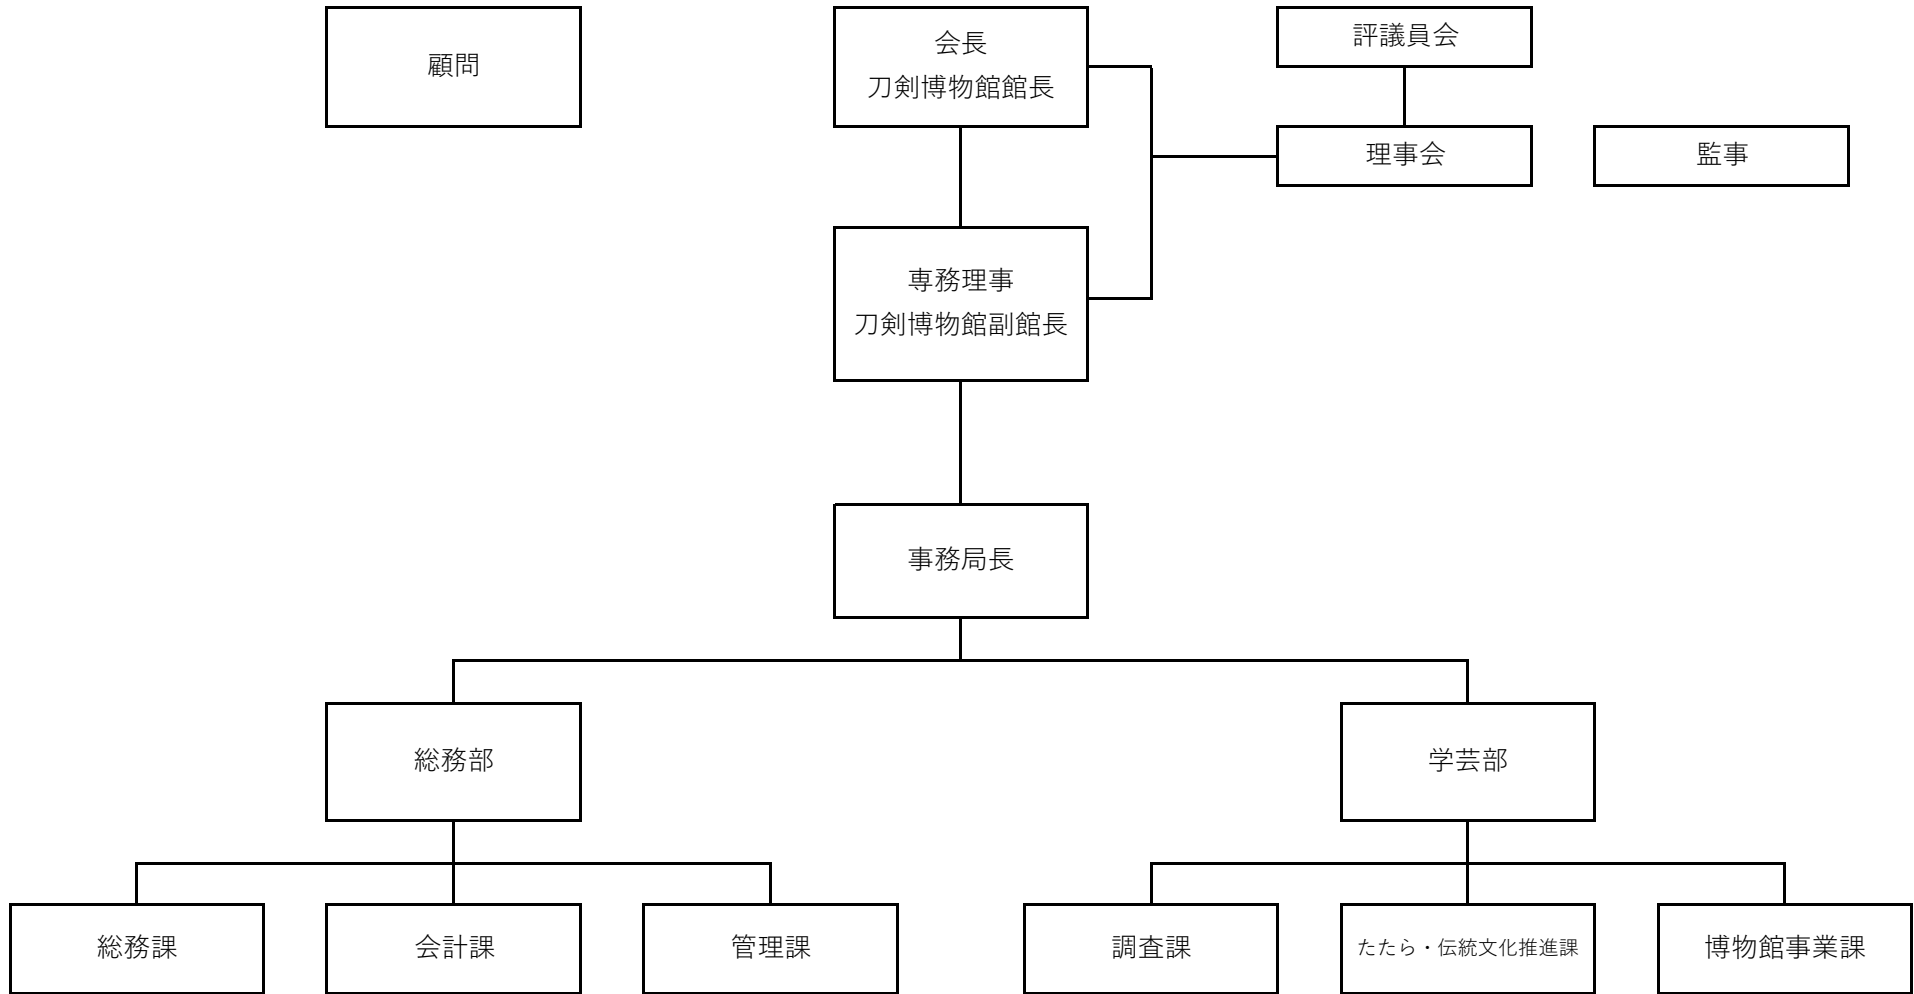 顧問
会長
刀剣博物館館長
評議員会
理事会
監事
専務理事
刀剣博物館副館長
事務局長
総務部
学芸部
総務課
会計課
管理課
調査課
たたら・伝統文化推進課
博物館事業課